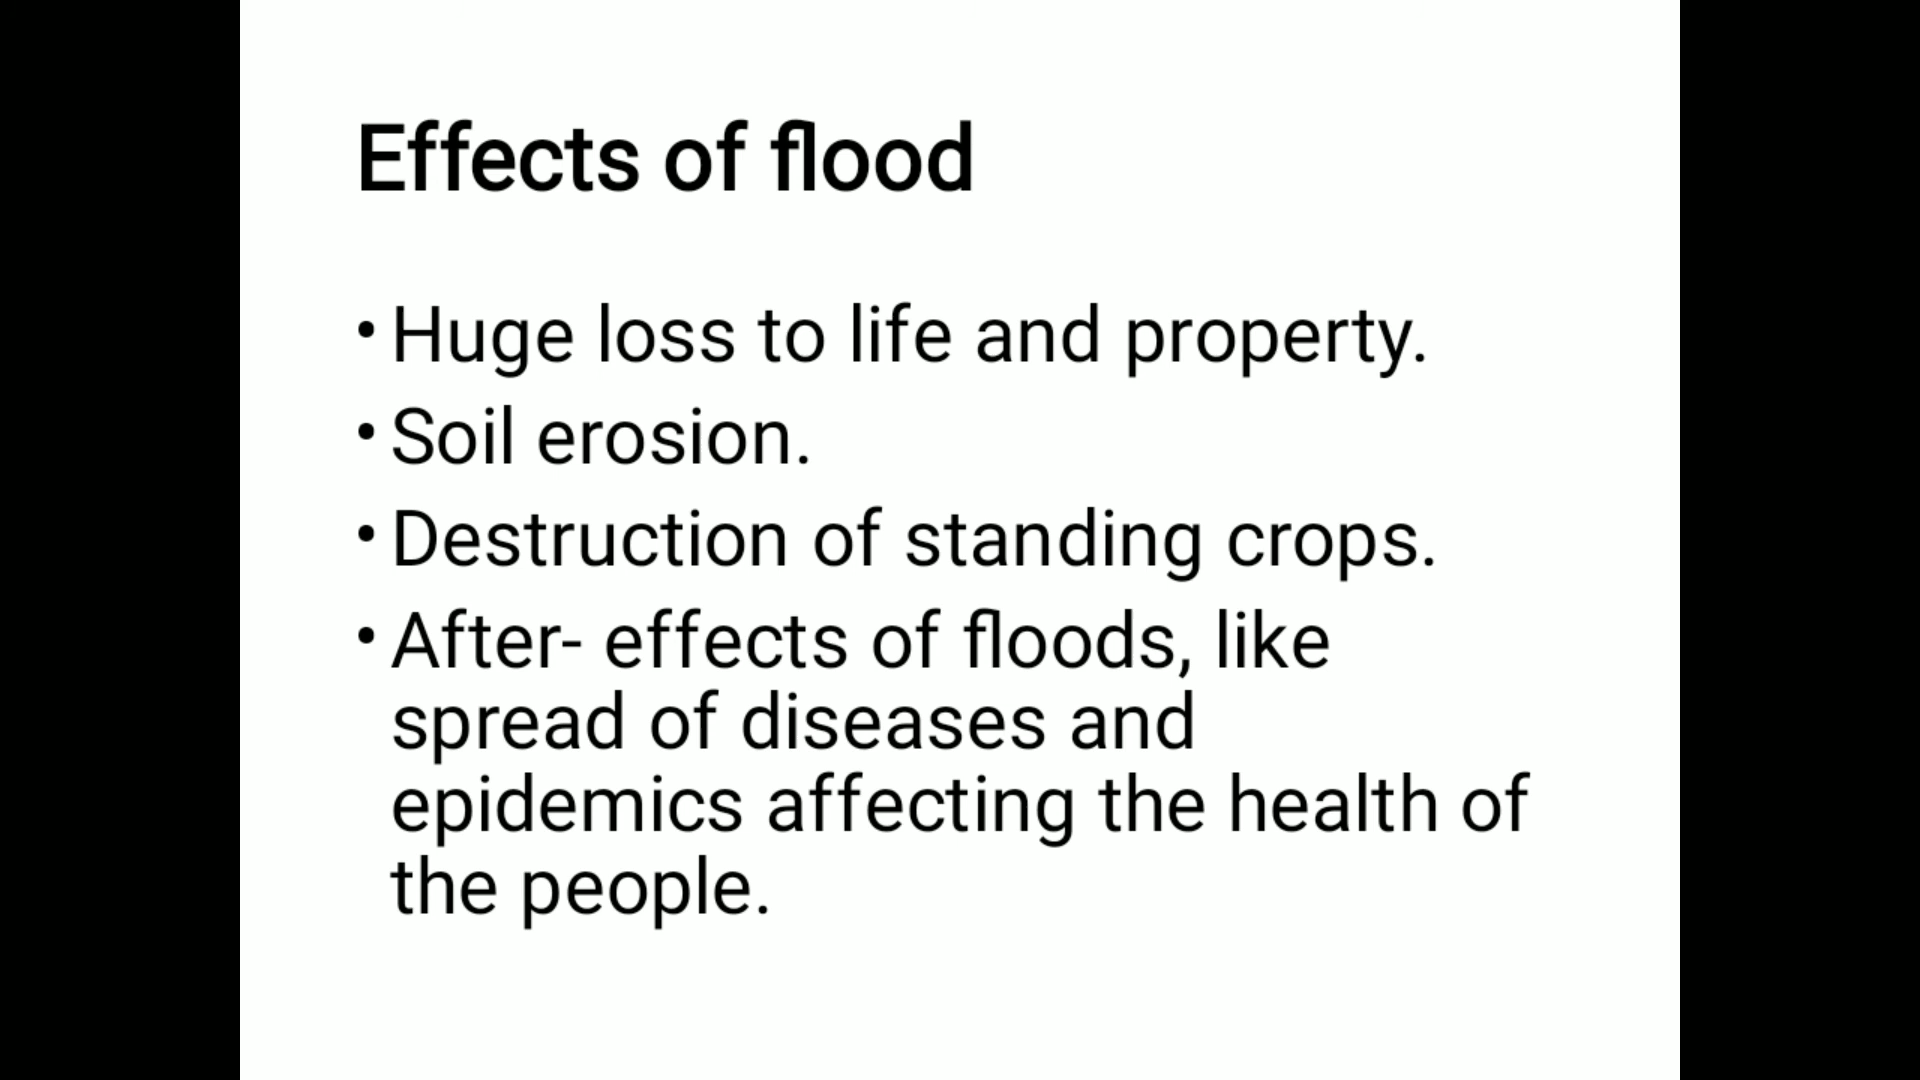 Effects of flood
• Huge loss to life and property.
• Soil erosion.
• Destruction of standing crops.
• After- effects of floods, like
spread of diseases and
epidemics affecting the health of
the people.